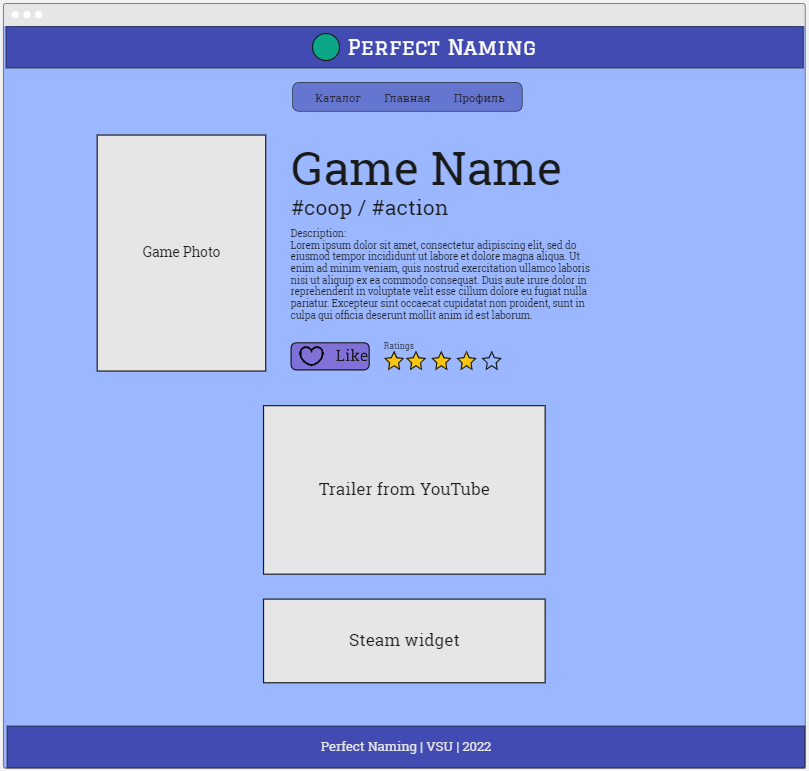 Perfect Naming
Каталог Главная Профиль
Game Photo
Game Name
#coop / #action
Description:
Lorem ipsum dolor sit amet, consectetur adipiscing elit, sed do
eiusmod tempor incididunt ut labore et dolore magna aliqua. Ut
enim ad minim veniam, quis nostrud exercitation ullamco laboris
nisi ut aliquip ex ea commodo consequat. Duis aute irure dolor in
reprehenderit in voluptate velit esse cillum dolore eu fugiat nulla
pariatur. Excepteur sint occaecat cupidatat non proident, sunt in
culpa qui officia deserunt mollit anim id est laborum.
Like
Ratings
Trailer from YouTube
Steam widget
Perfect Naming | VSU | 2022